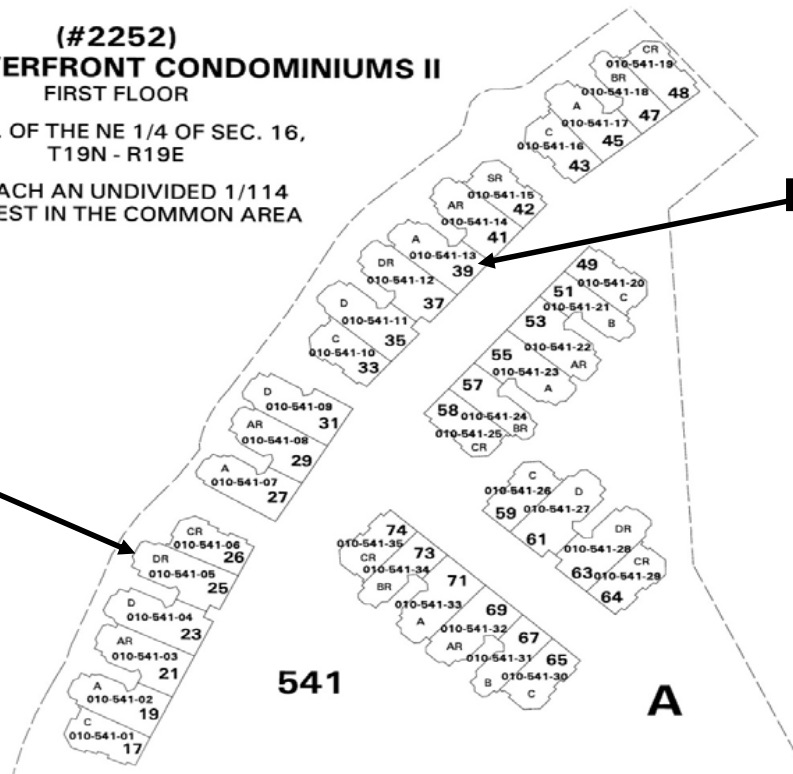 (#2252)
ERFRONT CONDOMINIUMS II
FIRST FLOOR
OF THE NE 1/4 OF SEC. 16,
T19N - R19E
ACH AN UNDIVIDED 1/114
EST IN THE COMMON AREA
CR
010-541-19
48
BR
010-541-18
47
A
010-541-17
45
C
010-541-16
43
SR
010-541-15
42
AR
010-541-14
41
A
010-541-13
39
DR
010-541-12
37
D
010-541-11
35
C
010-541-10
33
49
010-541-20
C
51
010-541-21
B
53
010-541-22
AR
55
010-541-23
A
57
010-541-24
BR
58
010-541-25
CR
D
010-541-09
31
AR
010-541-08
29
A
010-541-07
27
C
010-541-26
59
D
010-541-27
61
DR
010-541-28
63
CR
010-541-29
64
CR
010-541-06
26
DR
010-541-05
25
D
010-541-04
23
AR
010-541-03
21
A
010-541-02
19
C
010-541-01
17
74
010-541-35
CR
73
010-541-34
BR
71
010-541-33
A
69
010-541-32
AR
67
010-541-31
B
65
010-541-30
C
541
A